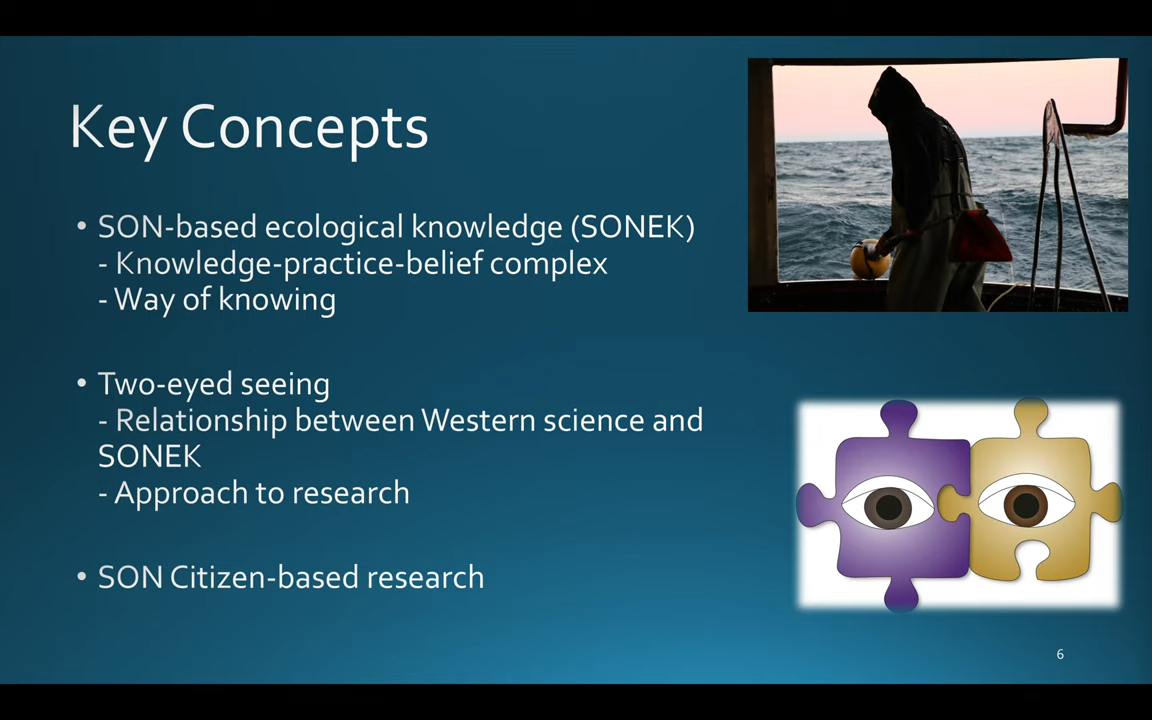 Key Concepts
• SON-based ecological knowledge (SONEK)
- Knowledge-practice-belief complex
- Way of knowing
• Two-eyed seeing
- Relationship between Western science and
SONEK
- Approach to research
• SON Citizen-based research
6